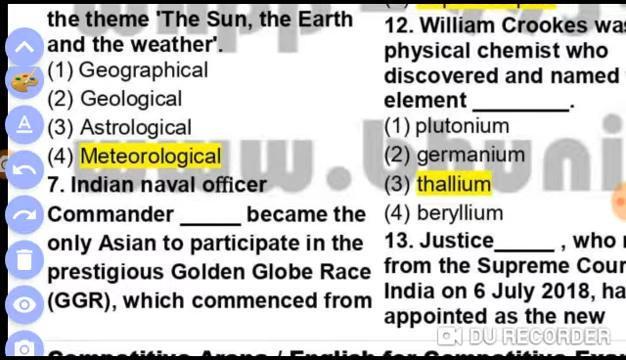 the theme 'The Sun, the Earth
and the weather'.
(1) Geographical
(2) Geological
(3) Astrological
(4) Meteorological
7. Indian naval officer
Commander _____ became the
only Asian to participate in the
prestigious Golden Globe Race
(GGR), which commenced from
12. William Crookes was
physical chemist who
discovered and named
element ________.
(1) plutonium
(2) germanium
(3) thallium
(4) beryllium
13. Justice_____ , who
from the Supreme Cour
India on 6 July 2018, ha
appointed as the new
DU RECORDER